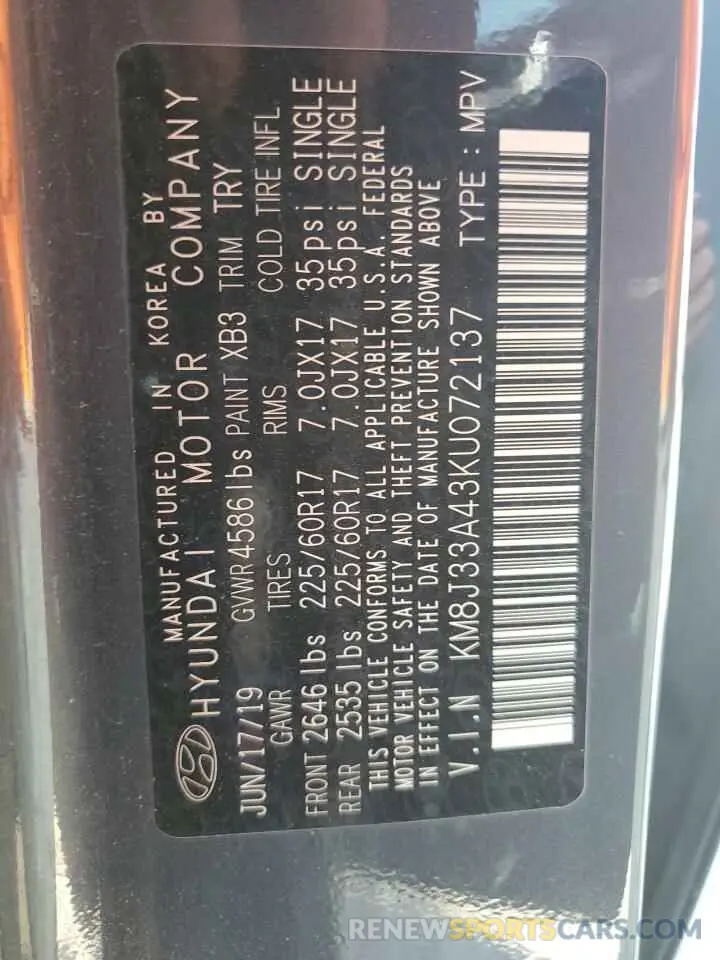 MANUFACTURED IN KOREA BY
HYUNDAI MOTOR COMPANY
JUN/17/19 GVWR 4586 lbs PAINT XB3 TRIM TRY
GAWR TIRES RIMS COLD TIRE INFL
FRONT 2646 lbs 225/60R17 7.0JX17 35psi SINGLE
REAR 2535 lbs 225/60R17 7.0JX17 35psi SINGLE
THIS VEHICLE CONFORMS TO ALL APPLICABLE U.S.A. FEDERAL
MOTOR VEHICLE SAFETY AND THEFT PREVENTION STANDARDS
IN EFFECT ON THE DATE OF MANUFACTURE SHOWN ABOVE
V.I.N KM8J33A43KU072137 TYPE : MPV
RENEWSPORTSCARS.COM